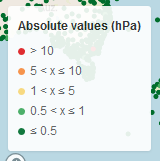 Absolute values (hPa)
> 10
5 < x ≤ 10
1 < x ≤ 5
0.5 < x ≤ 1
≤ 0.5